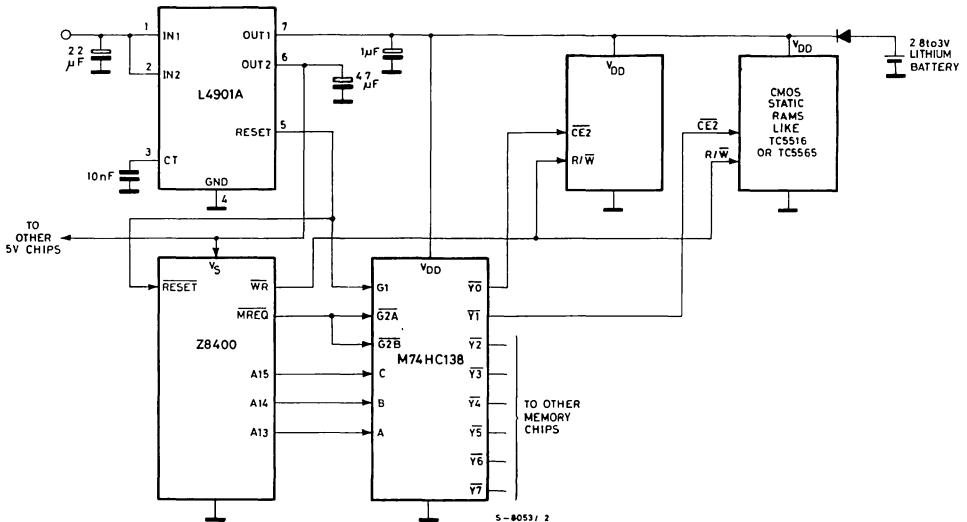 1
IN1
22
µF
2
IN2
L4901A
3
CT
10nF
GND
4
OUT1
7
OUT2
6
RESET
5
1µF
47
µF
VDD
CE2
R/W
VDD
CMOS
STATIC
RAMS
LIKE
TC5516
OR TC5565
CE2
R/W
28to3V
LITHIUM
BATTERY
TO
OTHER
5V CHIPS
VS
RESET
WR
MREQ
Z8400
A15
A14
A13
VDD
G1
G2A
G2B
M74HC138
C
B
A
Y0
Y1
Y2
Y3
Y4
Y5
Y6
Y7
TO OTHER
MEMORY
CHIPS
S-8053/2